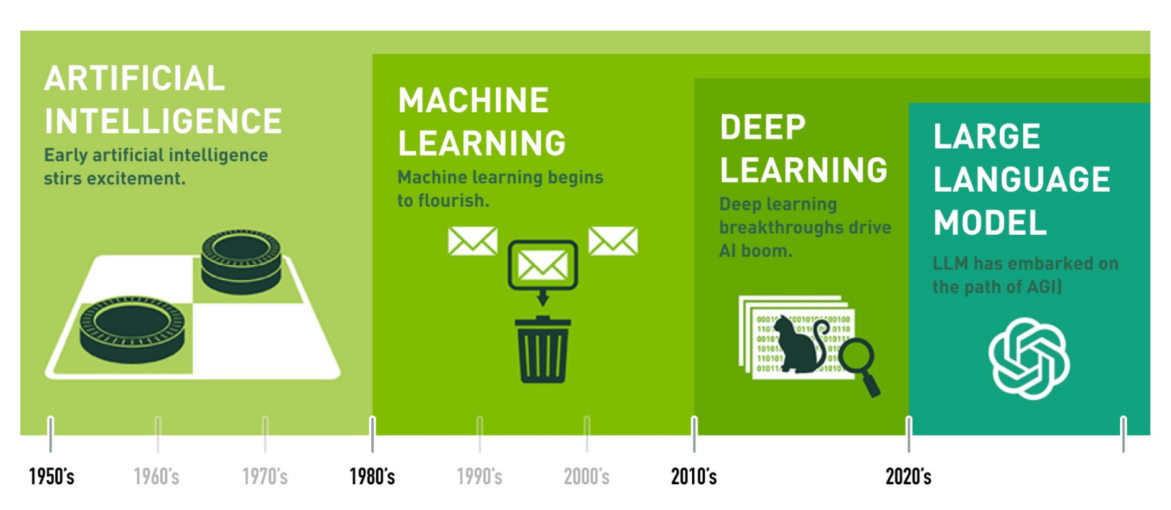 ARTIFICIAL
INTELLIGENCE
Early artificial intelligence
stirs excitement.
MACHINE
LEARNING
Machine learning begins
to flourish.
DEEP
LEARNING
Deep learning
breakthroughs drive
AI boom.
LARGE
LANGUAGE
MODEL
LLM has embarked on
the path of AGI)
1950's
1960's
1970's
1980's
1990's
2000's
2010's
2020's